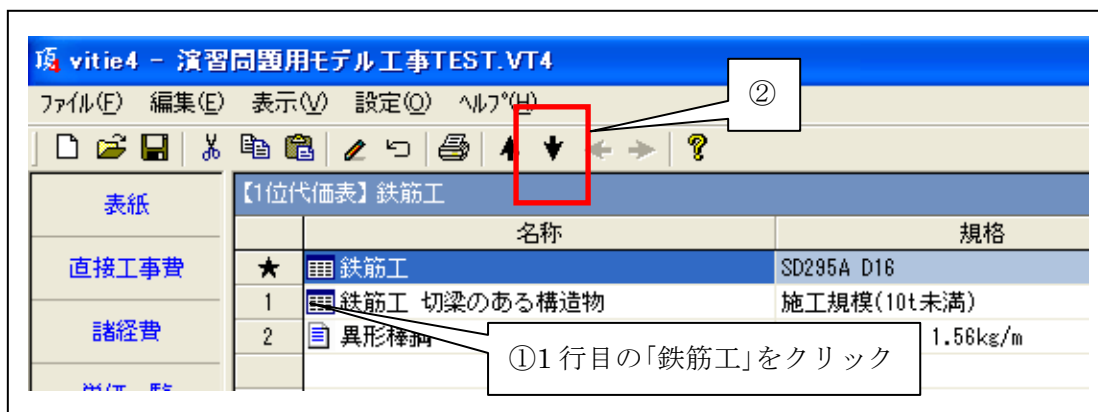 頂 vitie4 - 演習問題用モデル工事TEST.VT4
ファイル(F) 編集(E) 表示(V) 設定(O) ヘルプ(H)
②
表紙
【1位代価表】鉄筋工
名称 規格
直接工事費
★ 鉄筋工 SD295A D16
1 鉄筋工 切梁のある構造物 施工規模(10t未満)
諸経費
2 異形棒鋼 1.56kg/m
①1行目の「鉄筋工」をクリック